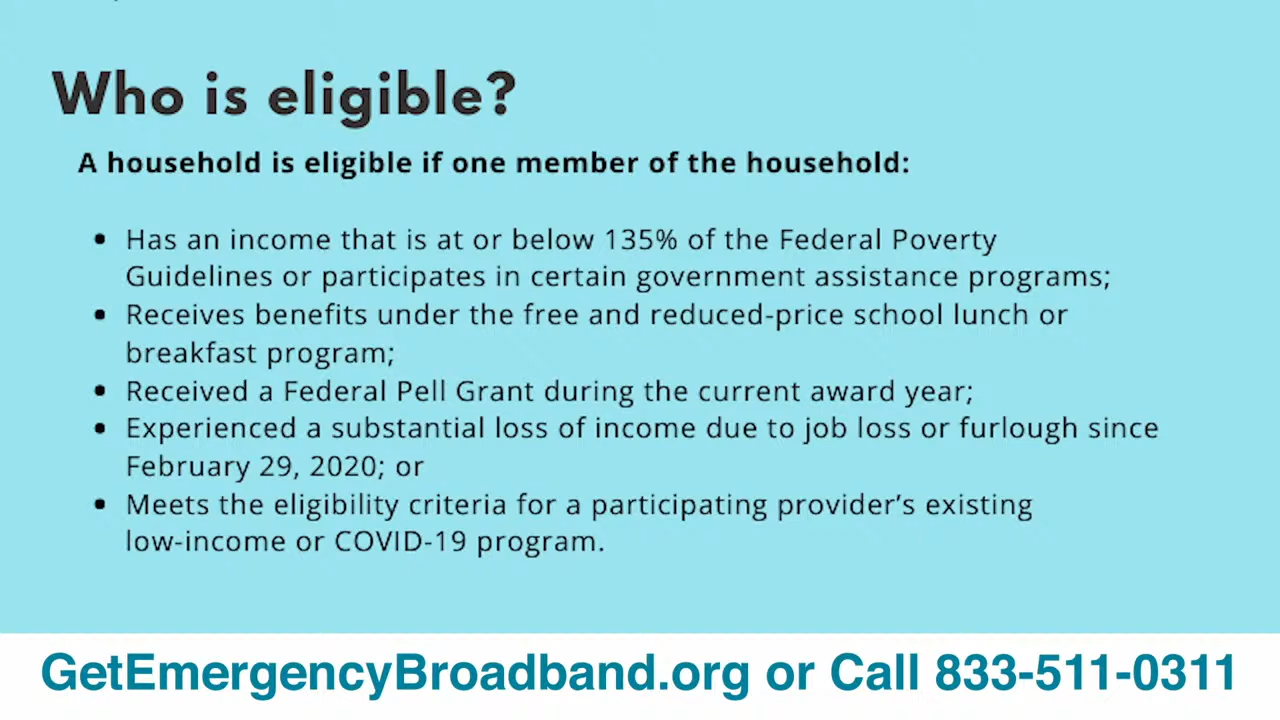 Who is eligible?
A household is eligible if one member of the household:
• Has an income that is at or below 135% of the Federal Poverty
Guidelines or participates in certain government assistance programs;
• Receives benefits under the free and reduced-price school lunch or
breakfast program;
• Received a Federal Pell Grant during the current award year;
• Experienced a substantial loss of income due to job loss or furlough since
February 29, 2020; or
• Meets the eligibility criteria for a participating provider’s existing
low-income or COVID-19 program.
GetEmergencyBroadband.org or Call 833-511-0311